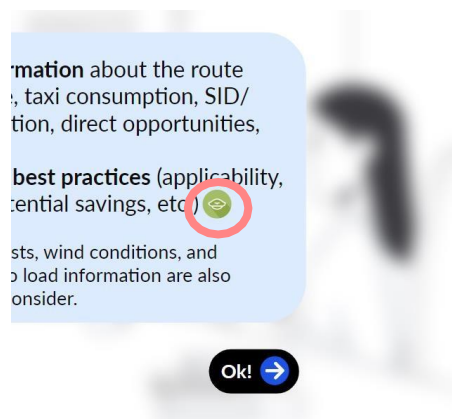 rmation about the route
, taxi consumption, SID/
tion, direct opportunities,
best practices (applicability,
tential savings, etc.)
sts, wind conditions, and
o load information are also
onsider.
Ok!